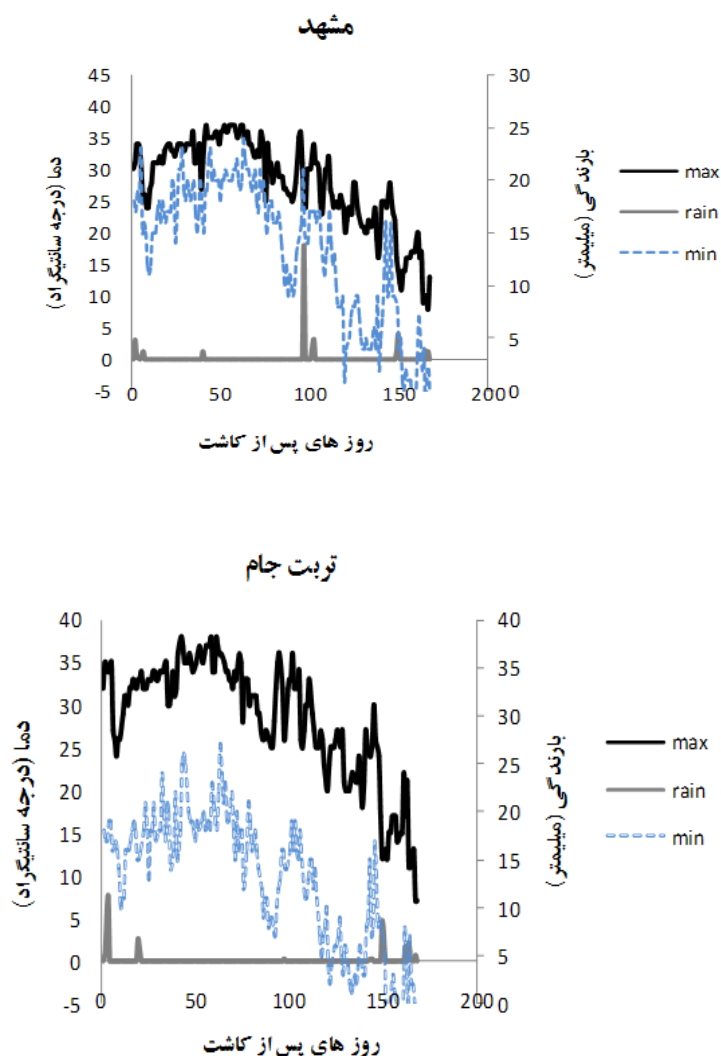 مشهد
45
40
35
30
25
20
15
10
5
0
-5
دما (درجه سانتیگراد)
30
25
20
15
10
5
0
بارندگی (میلیمتر)
0 50 100 150 200
روز های پس از کاشت
max
rain
min
تربت جام
40
35
30
25
20
15
10
5
0
-5
دما (درجه سانتیگراد)
40
35
30
25
20
15
10
5
0
بارندگی (میلیمتر)
0 50 100 150 200
روز های پس از کاشت
max
rain
min